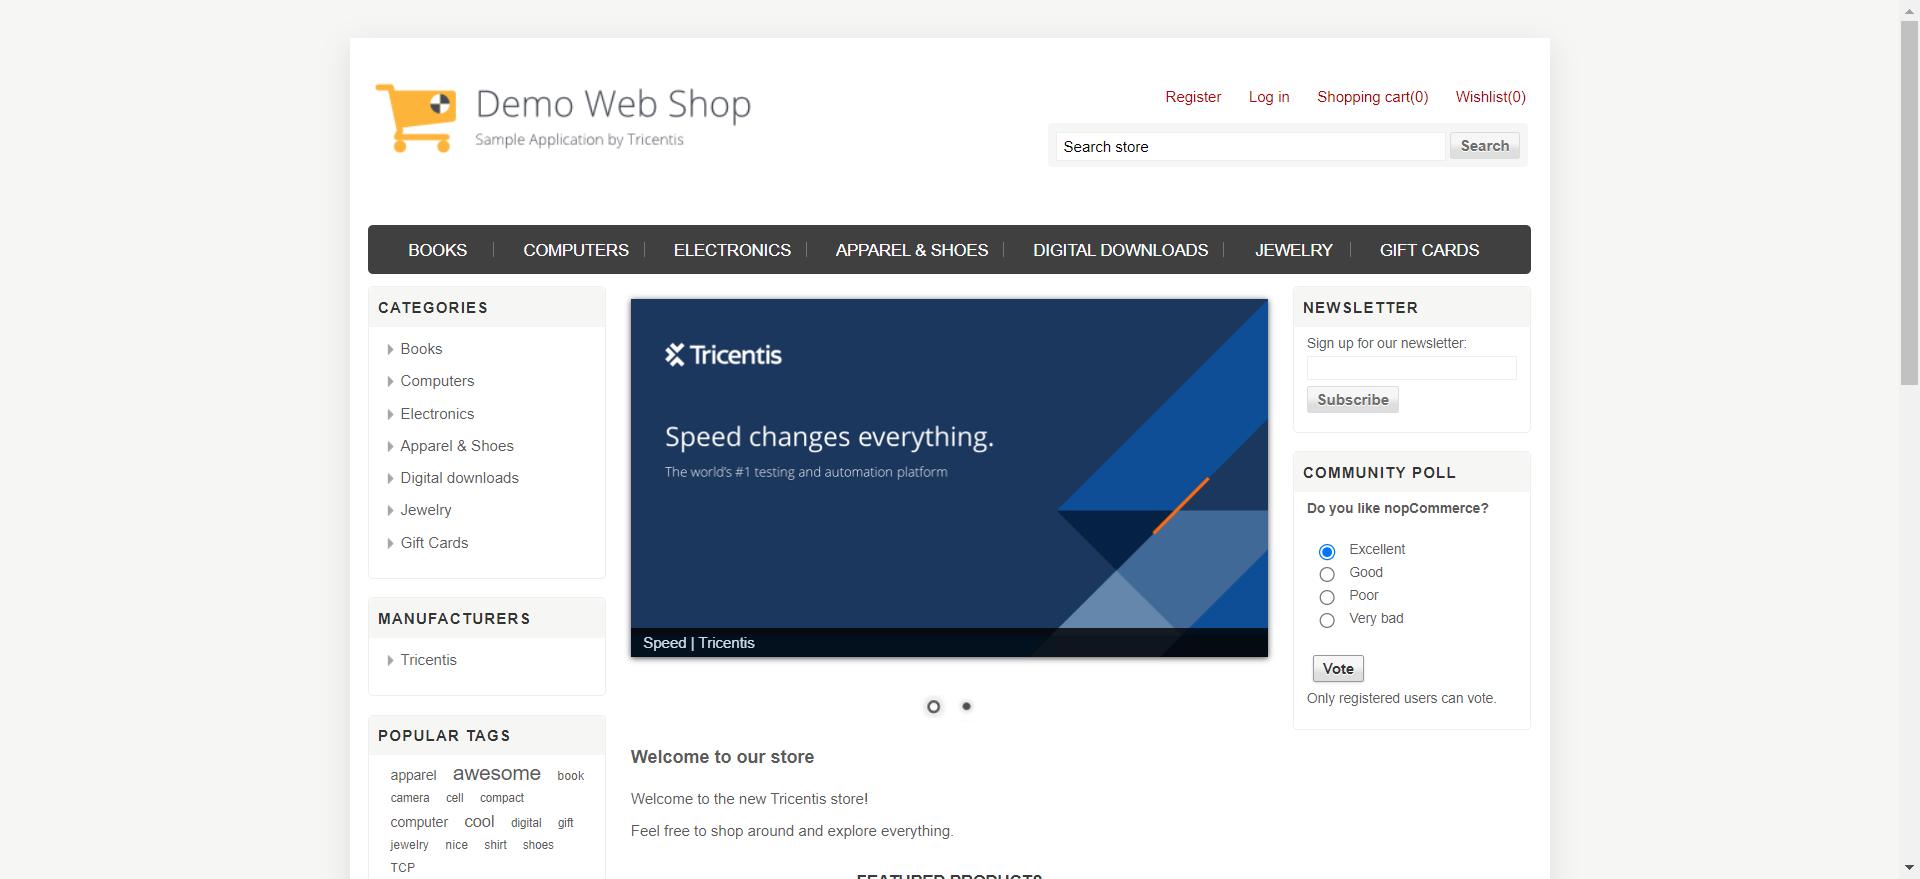 Demo Web Shop
Sample Application by Tricentis
Register Log in Shopping cart(0) Wishlist(0)
Search store Search
BOOKS COMPUTERS ELECTRONICS APPAREL & SHOES DIGITAL DOWNLOADS JEWELRY GIFT CARDS
CATEGORIES
Books
Computers
Electronics
Apparel & Shoes
Digital downloads
Jewelry
Gift Cards
MANUFACTURERS
Tricentis
POPULAR TAGS
apparel awesome book
camera cell compact
computer cool digital gift
jewelry nice shirt shoes
TCP
Tricentis
Speed changes everything.
The world's #1 testing and automation platform
Speed | Tricentis
Welcome to our store
Welcome to the new Tricentis store!
Feel free to shop around and explore everything.
FEATURED PRODUCTS
NEWSLETTER
Sign up for our newsletter:
Subscribe
COMMUNITY POLL
Do you like nopCommerce?
Excellent
Good
Poor
Very bad
Vote
Only registered users can vote.